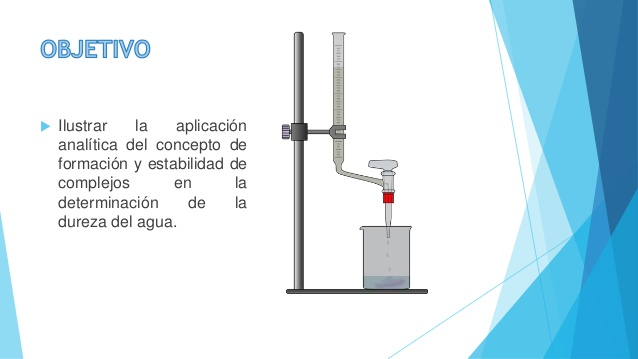 OBJETIVO
Ilustrar la aplicación
analítica del concepto de
formación y estabilidad de
complejos en la
determinación de la
dureza del agua.